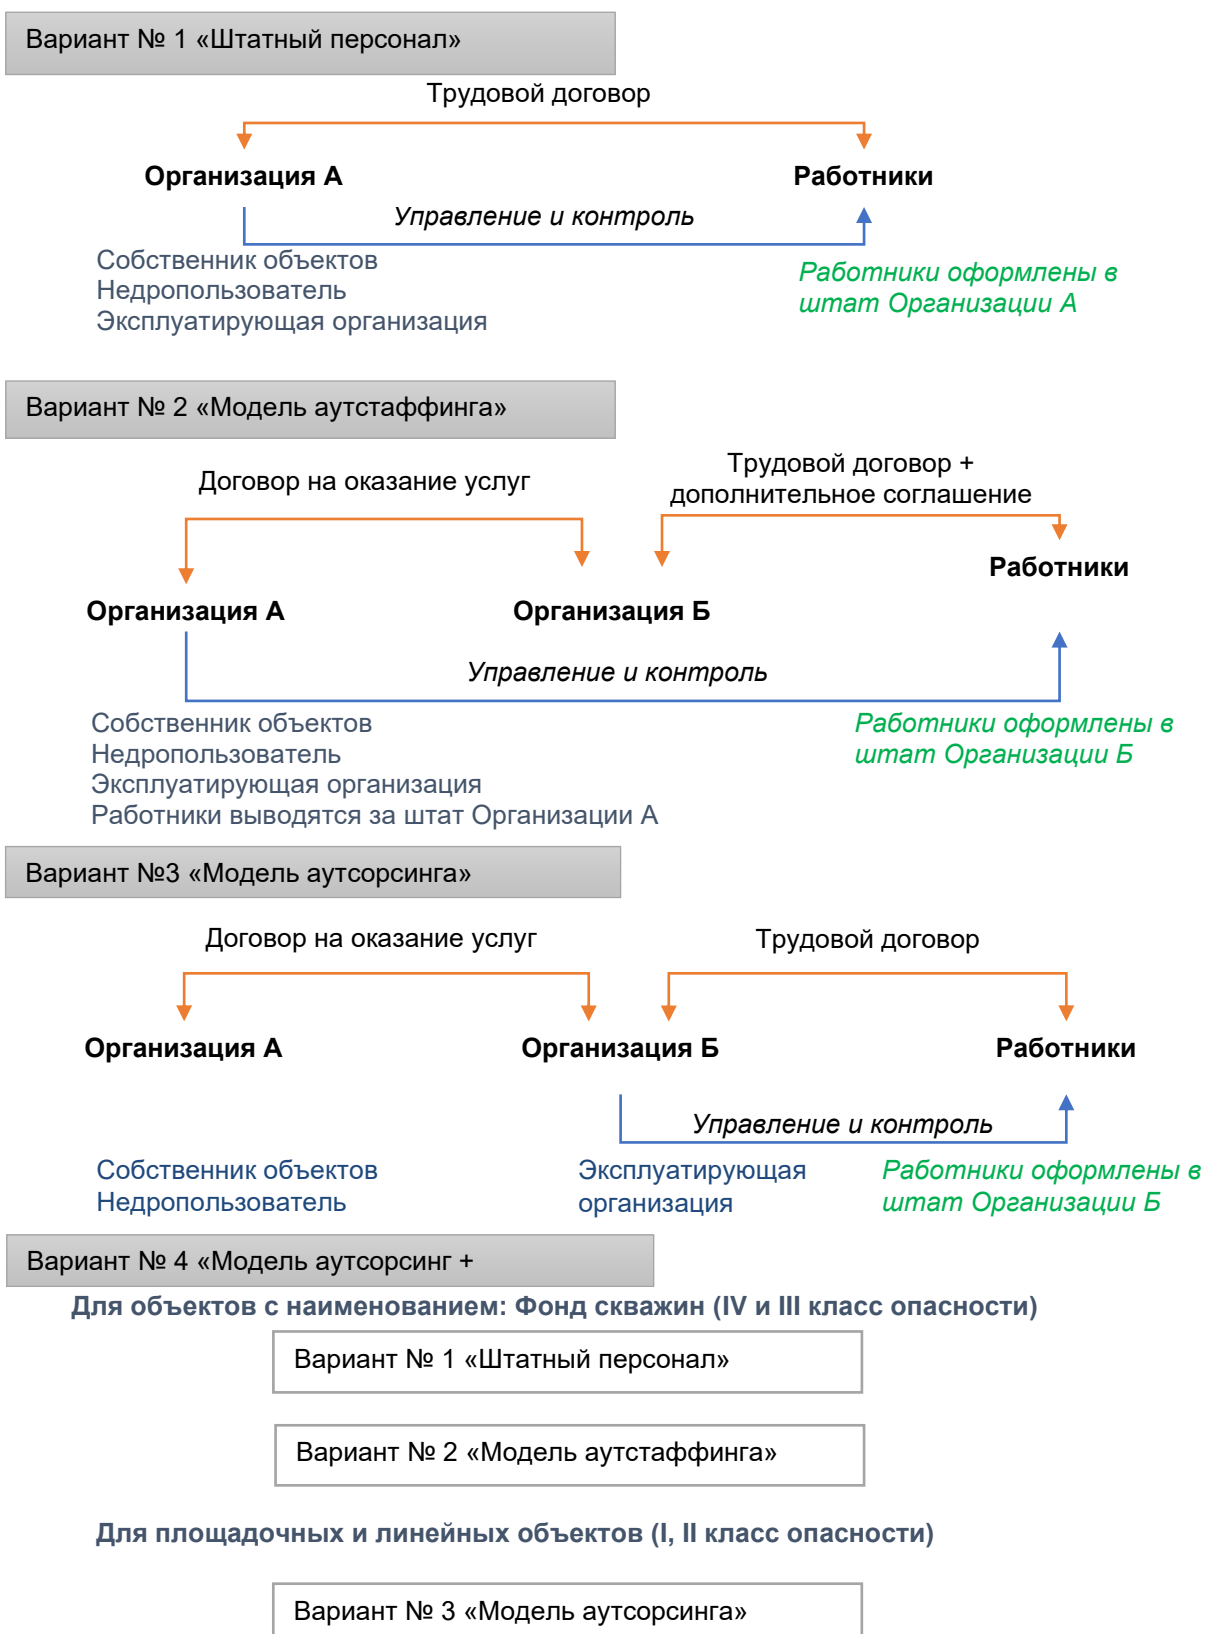 Вариант № 1 «Штатный персонал»
Трудовой договор
Организация А
Работники
Управление и контроль
Собственник объектов
Недропользователь
Эксплуатирующая организация
Работники оформлены в
штат Организации А
Вариант № 2 «Модель аутстаффинга»
Договор на оказание услуг
Трудовой договор +
дополнительное соглашение
Работники
Организация А
Организация Б
Управление и контроль
Собственник объектов
Недропользователь
Эксплуатирующая организация
Работники выводятся за штат Организации А
Работники оформлены в
штат Организации Б
Вариант №3 «Модель аутсорсинга»
Договор на оказание услуг
Трудовой договор
Организация А
Организация Б
Работники
Управление и контроль
Собственник объектов
Недропользователь
Эксплуатирующая
организация
Работники оформлены в
штат Организации Б
Вариант № 4 «Модель аутсорсинг +
Для объектов с наименованием: Фонд скважин (IV и III класс опасности)
Вариант № 1 «Штатный персонал»
Вариант № 2 «Модель аутстаффинга»
Для площадочных и линейных объектов (I, II класс опасности)
Вариант № 3 «Модель аутсорсинга»